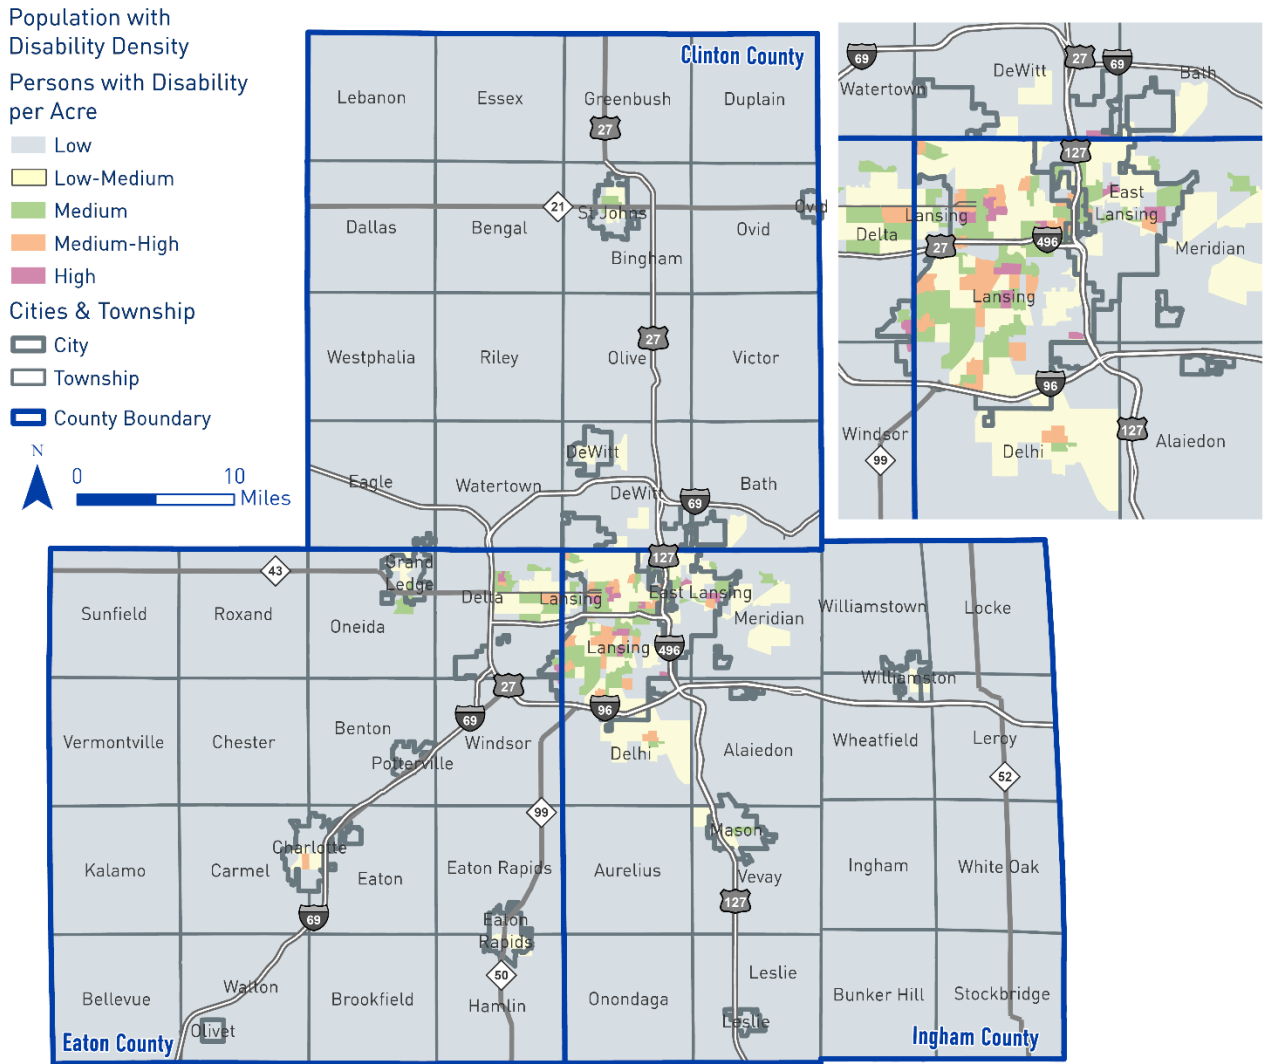 Population with
Disability Density
Persons with Disability
per Acre
Low
Low-Medium
Medium
Medium-High
High
Cities & Township
City
Township
County Boundary
N
0 10
Miles
Clinton County
Lebanon Essex Greenbush Duplain
27
21 St Johns Ovid
Dallas Bengal Ovid
Bingham
27
Westphalia Riley Olive Victor
DeWitt
Eagle Watertown DeWitt Bath
69
127
43 Grand
Ledge
Sunfield Roxand Oneida Delta Lansing East Lansing Meridian Williamstown Locke
Lansing 496
Williamston
27
69 96
Vermontville Chester Benton Windsor Delhi Alaiedon Wheatfield Leroy
Potterville
52
99
Charlotte Mason
Kalamo Carmel Eaton Eaton Rapids Aurelius Vevay Ingham White Oak
69 127
Eaton
Rapids
50
Bellevue Walton Brookfield Hamlin Onondaga Leslie Bunker Hill Stockbridge
Olivet Leslie
Eaton County Ingham County
69 27 69
Watertown DeWitt Bath
127
Lansing East
Lansing
Delta Meridian
27 496
Lansing
96
127
Windsor Delhi Alaiedon
99